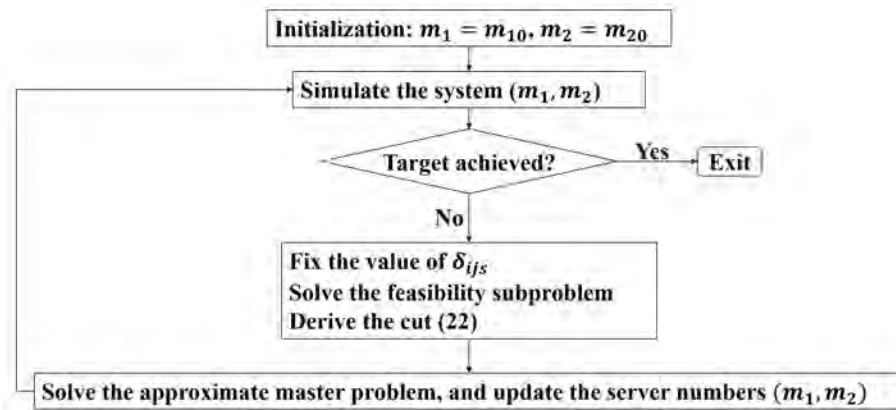 Initialization: m₁ = m₁₀, m₂ = m₂₀
Simulate the system (m₁, m₂)
Target achieved?
Yes
Exit
No
Fix the value of δᵢⱼₛ
Solve the feasibility subproblem
Derive the cut (22)
Solve the approximate master problem, and update the server numbers (m₁, m₂)